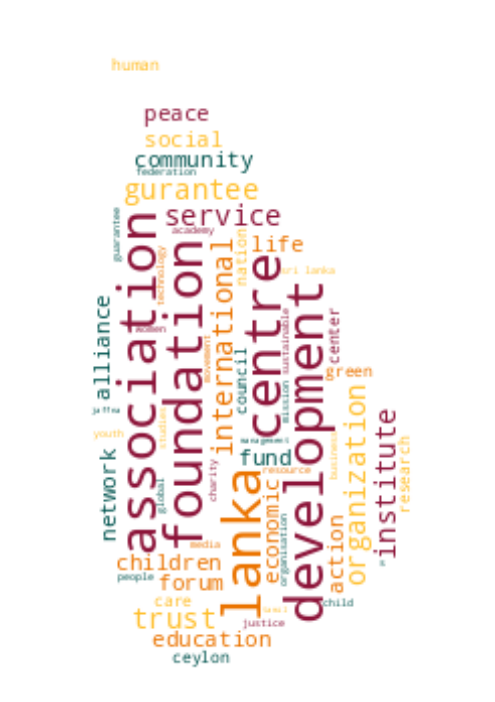 human
peace
social
community
federation
gurantee
service
academy
guarantee
association
foundation
technology
international
nation
life
centre
sri lanka
development
women
movement
alliance
council
sustainable
center
green
mission
jaffna
youth
studies
management
business
organization
institute
research
network
global
charity
fund
resource
lanka
economic
organisation
action
media
children
people
forum
care
trust
tamil
child
justice
education
ceylon